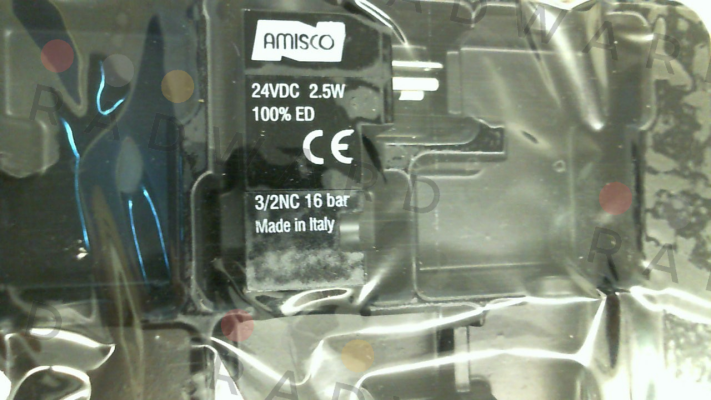 AMISCO
24VDC 2.5W
100% ED
CE
3/2NC 16 bar
Made in Italy